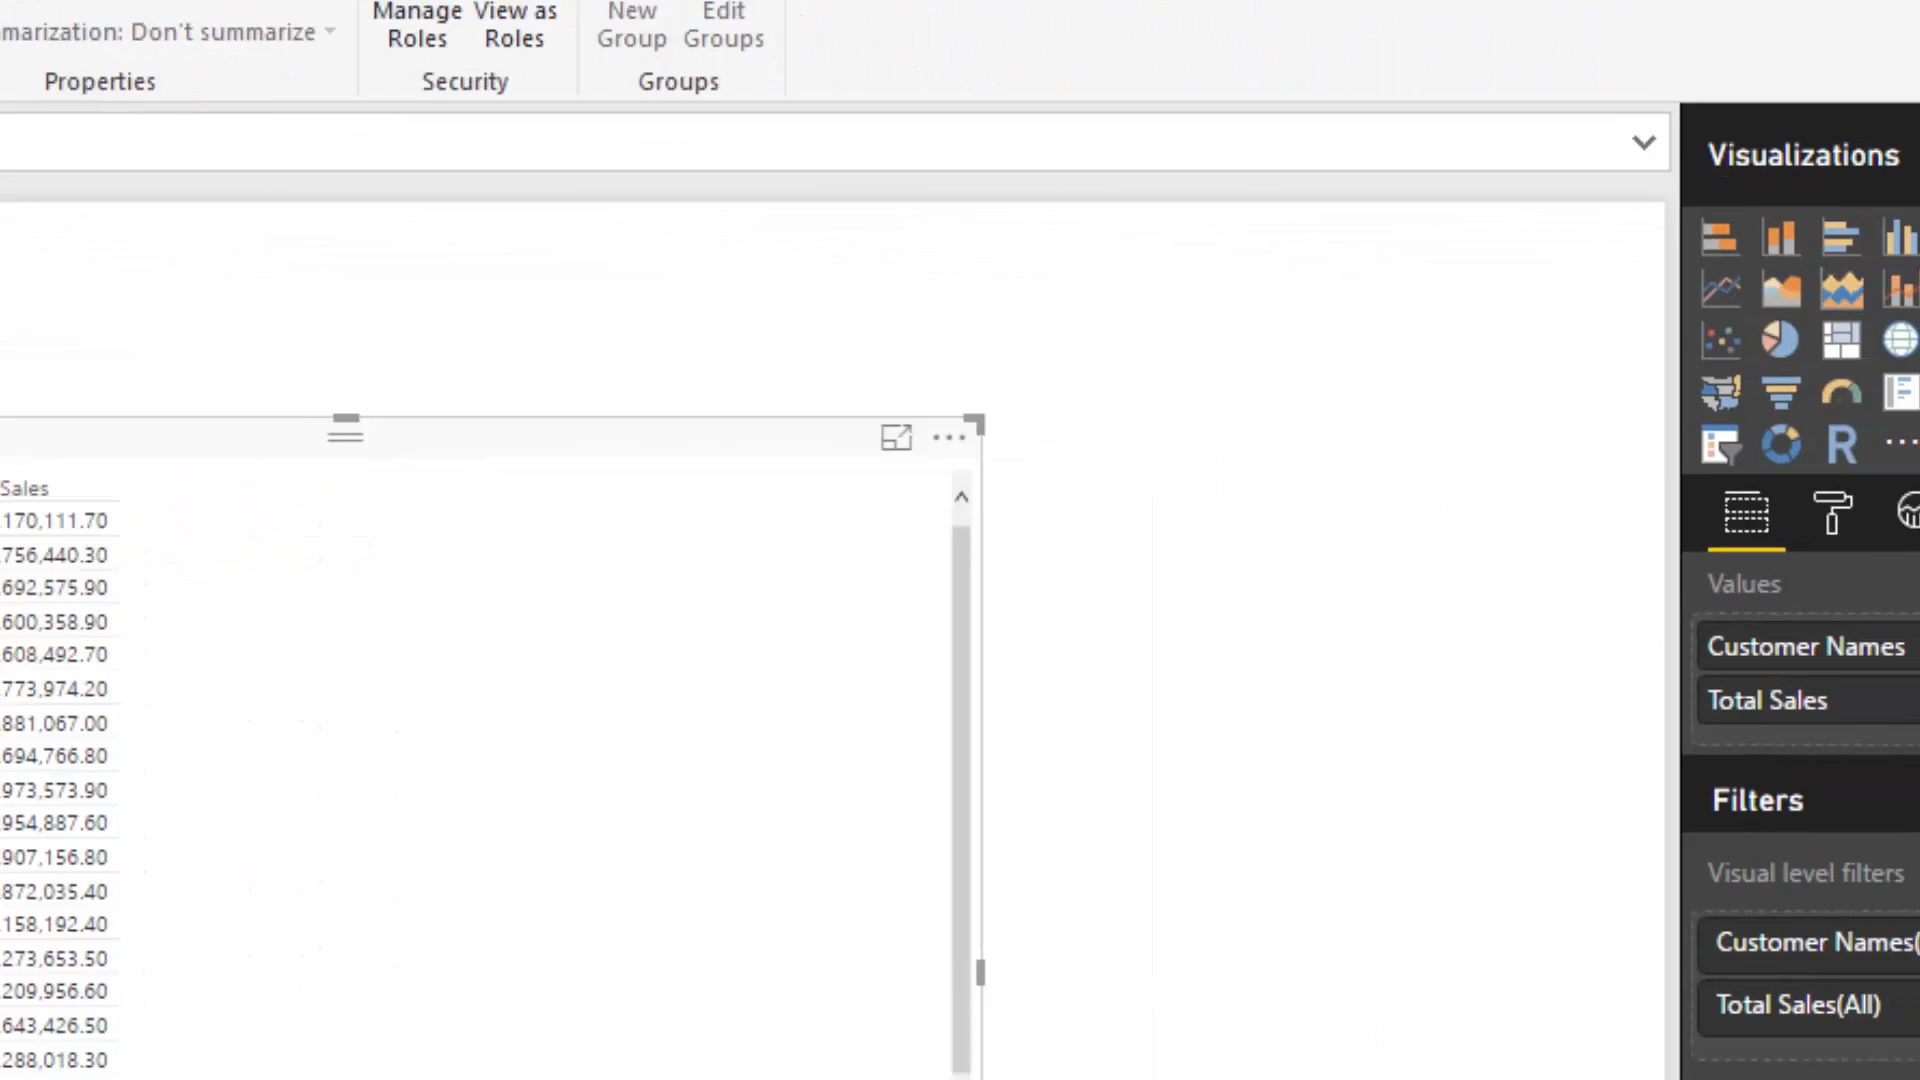 Manage Roles
View as Roles
New Group
Edit Groups
marization: Don't summarize
Properties
Security
Groups
Visualizations
Sales
170,111.70
756,440.30
692,575.90
600,358.90
608,492.70
773,974.20
881,067.00
694,766.80
973,573.90
954,887.60
907,156.80
872,035.40
158,192.40
273,653.50
209,956.60
643,426.50
288,018.30
R
Values
Customer Names
Total Sales
Filters
Visual level filters
Customer Names(
Total Sales(All)